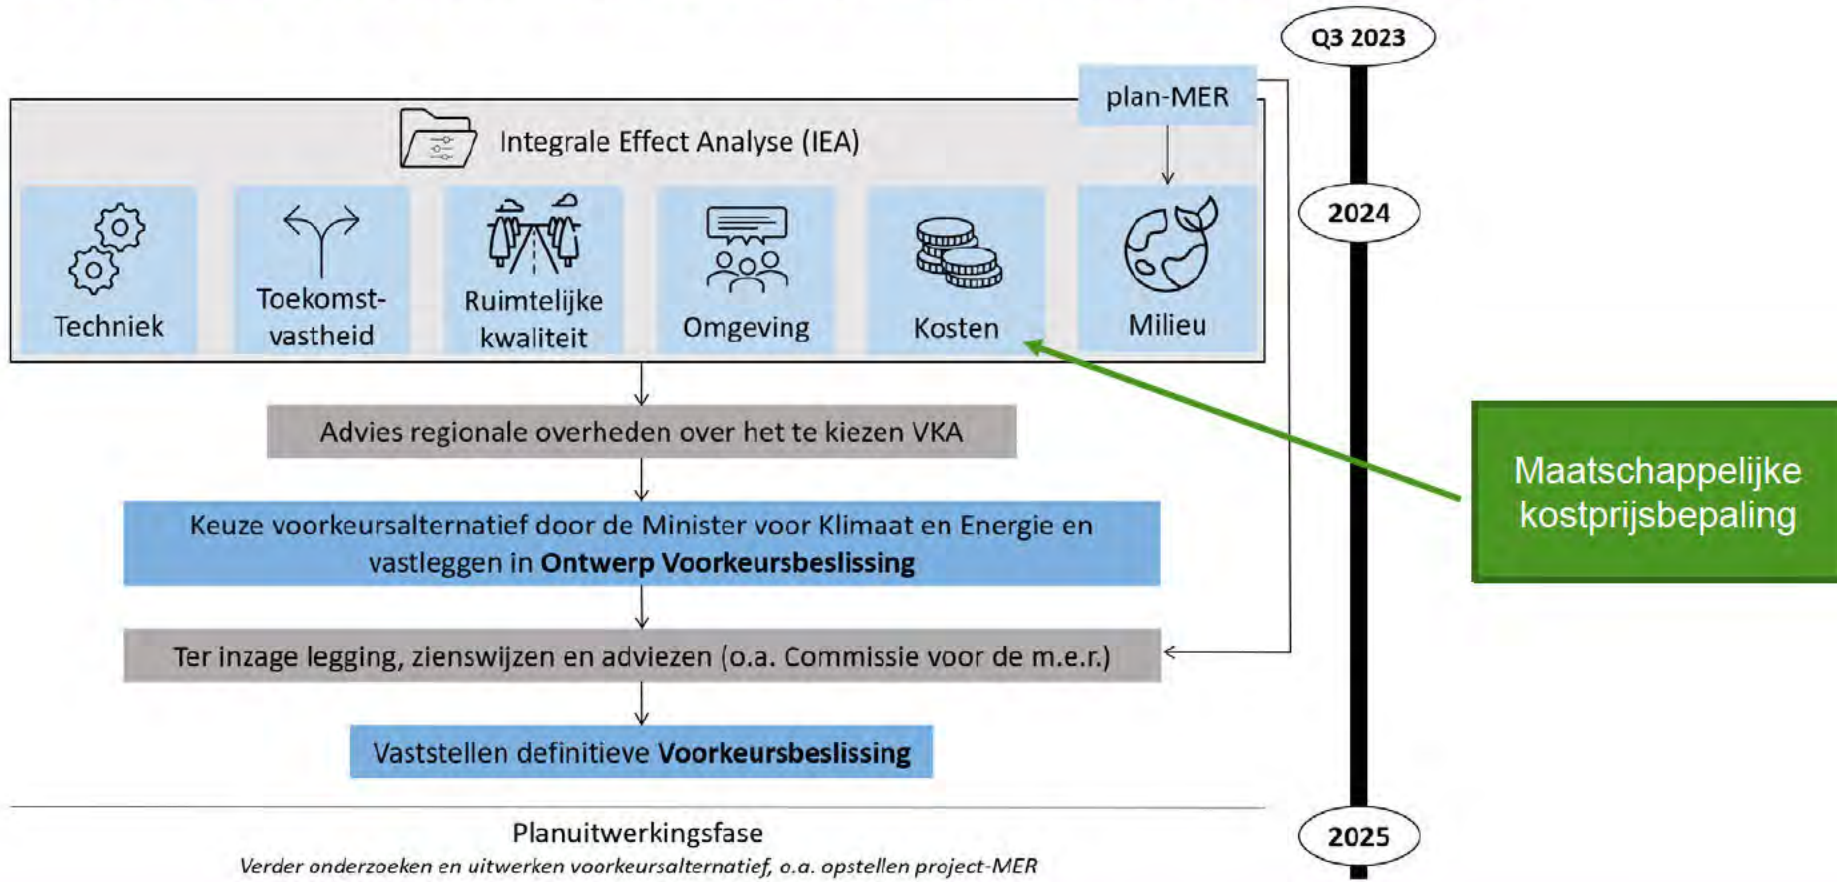 Q3 2023
plan-MER
Integrale Effect Analyse (IEA)
2024
Techniek
Toekomst-
vastheid
Ruimtelijke
kwaliteit
Omgeving
Kosten
Milieu
Advies regionale overheden over het te kiezen VKA
Maatschappelijke
kostprijsbepaling
Keuze voorkeursalternatief door de Minister voor Klimaat en Energie en
vastleggen in Ontwerp Voorkeursbeslissing
Ter inzage legging, zienswijzen en adviezen (o.a. Commissie voor de m.e.r.)
Vaststellen definitieve Voorkeursbeslissing
Planuitwerkingsfase
2025
Verder onderzoeken en uitwerken voorkeursalternatief, o.a. opstellen project-MER